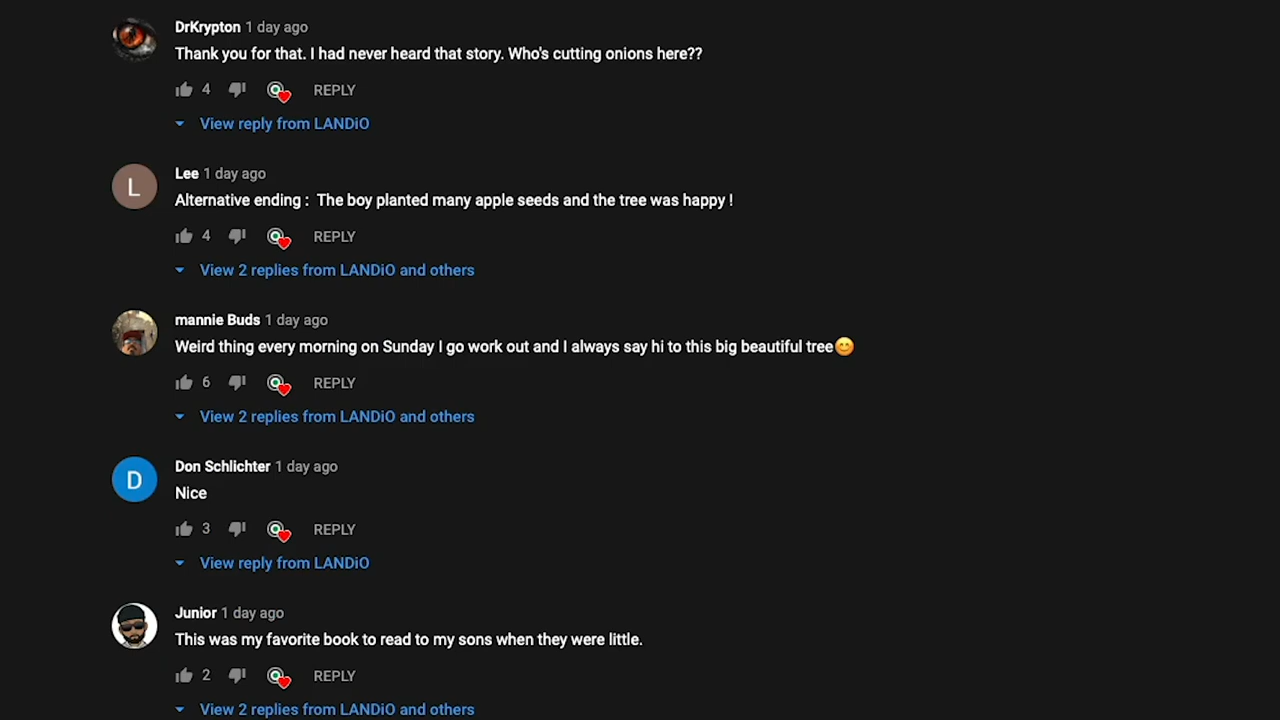 DrKrypton 1 day ago
Thank you for that. I had never heard that story. Who's cutting onions here??
4 REPLY
View reply from LANDiO
L
Lee 1 day ago
Alternative ending : The boy planted many apple seeds and the tree was happy !
4 REPLY
View 2 replies from LANDiO and others
mannie Buds 1 day ago
Weird thing every morning on Sunday I go work out and I always say hi to this big beautiful tree😊
6 REPLY
View 2 replies from LANDiO and others
D
Don Schlichter 1 day ago
Nice
3 REPLY
View reply from LANDiO
Junior 1 day ago
This was my favorite book to read to my sons when they were little.
2 REPLY
View 2 replies from LANDiO and others